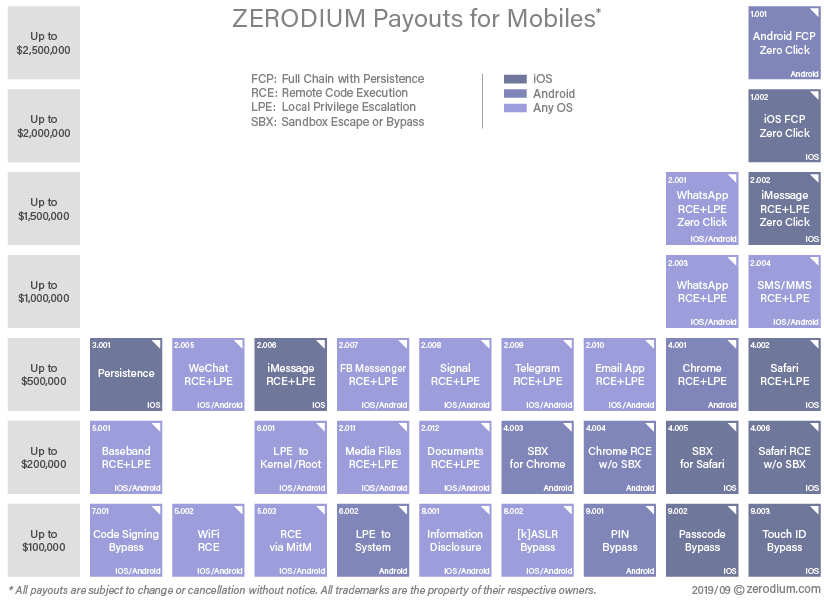 ZERODIUM Payouts for Mobiles*
FCP: Full Chain with Persistence
RCE: Remote Code Execution
LPE: Local Privilege Escalation
SBX: Sandbox Escape or Bypass
iOS
Android
Any OS
Up to
$2,500,000
1.001
Android FCP
Zero Click
Android
Up to
$2,000,000
1.002
iOS FCP
Zero Click
iOS
Up to
$1,500,000
2.001
WhatsApp
RCE+LPE
Zero Click
iOS/Android
2.002
iMessage
RCE+LPE
Zero Click
iOS
Up to
$1,000,000
2.003
WhatsApp
RCE+LPE
iOS/Android
2.004
SMS/MMS
RCE+LPE
iOS/Android
Up to
$500,000
3.001
Persistence
iOS
2.005
WeChat
RCE+LPE
iOS/Android
2.006
iMessage
RCE+LPE
iOS
2.007
FB Messenger
RCE+LPE
iOS/Android
2.008
Signal
RCE+LPE
iOS/Android
2.009
Telegram
RCE+LPE
iOS/Android
2.010
Email App
RCE+LPE
iOS/Android
4.001
Chrome
RCE+LPE
Android
4.002
Safari
RCE+LPE
iOS
Up to
$200,000
5.001
Baseband
RCE+LPE
iOS/Android
6.001
LPE to
Kernel/Root
iOS/Android
2.011
Media Files
RCE+LPE
iOS/Android
2.012
Documents
RCE+LPE
iOS/Android
4.003
SBX
for Chrome
Android
4.004
Chrome RCE
w/o SBX
Android
4.005
SBX
for Safari
iOS
4.006
Safari RCE
w/o SBX
iOS
Up to
$100,000
7.001
Code Signing
Bypass
iOS/Android
5.002
WiFi
RCE
iOS/Android
5.003
RCE
via MitM
iOS/Android
6.002
LPE to
System
Android
8.001
Information
Disclosure
iOS/Android
8.002
[k]ASLR
Bypass
iOS/Android
9.001
PIN
Bypass
Android
9.002
Passcode
Bypass
iOS
9.003
Touch ID
Bypass
iOS
* All payouts are subject to change or cancellation without notice. All trademarks are the property of their respective owners.
2019/09 © zerodium.com